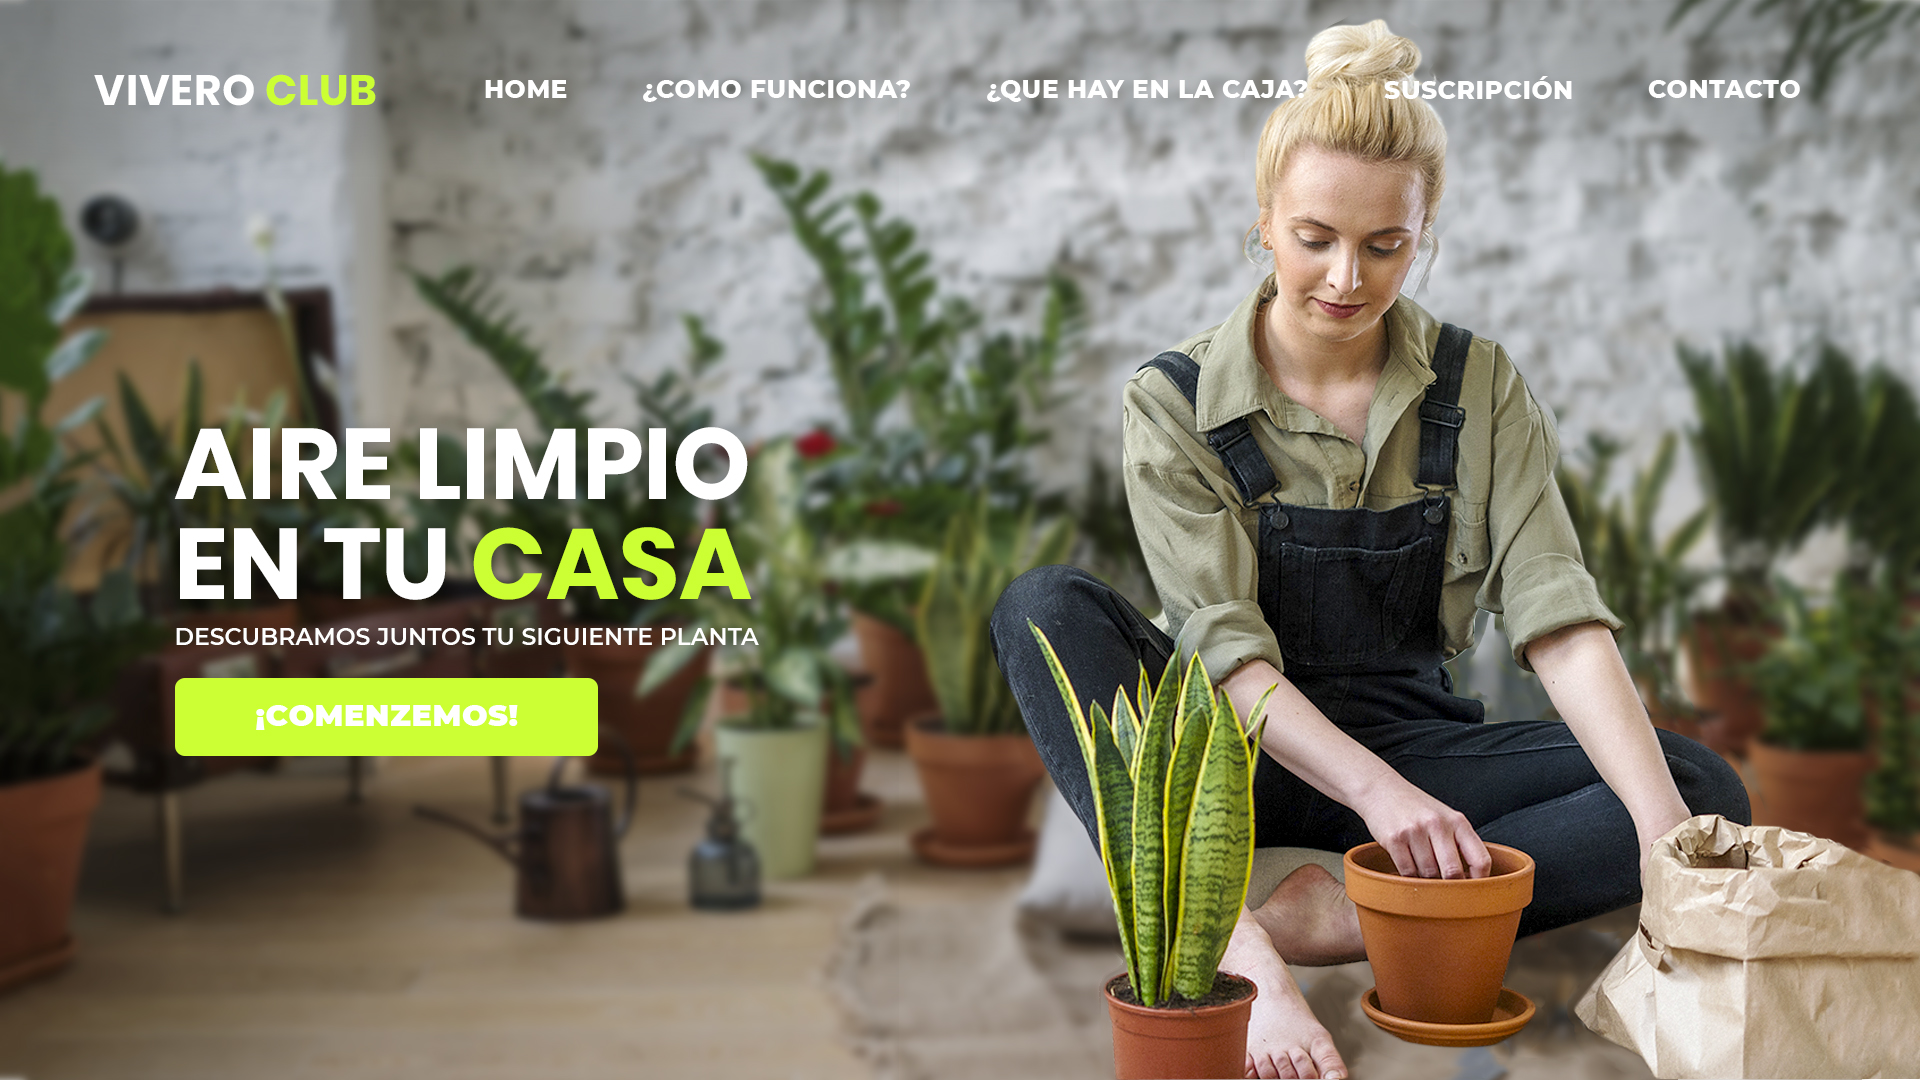 VIVERO CLUB
HOME
¿COMO FUNCIONA?
¿QUE HAY EN LA CAJA?
SUSCRIPCIÓN
CONTACTO
AIRE LIMPIO
EN TU CASA
DESCUBRAMOS JUNTOS TU SIGUIENTE PLANTA
¡COMENZEMOS!